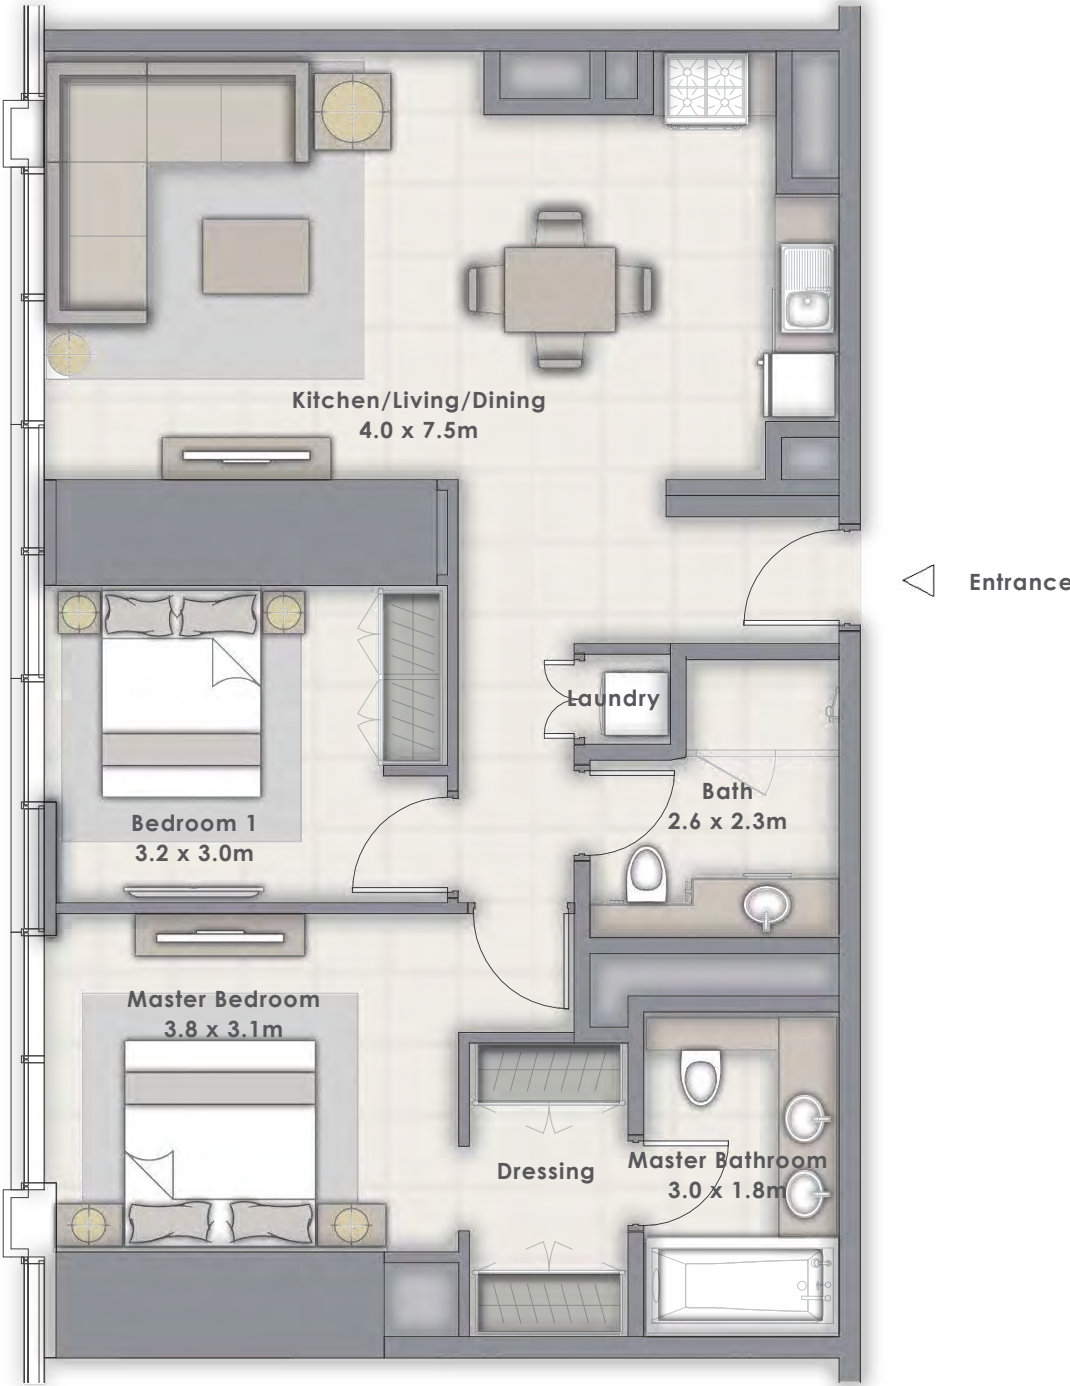 Kitchen/Living/Dining
4.0 x 7.5m
Entrance
Laundry
Bath
2.6 x 2.3m
Bedroom 1
3.2 x 3.0m
Master Bedroom
3.8 x 3.1m
Dressing
Master Bathroom
3.0 x 1.8m